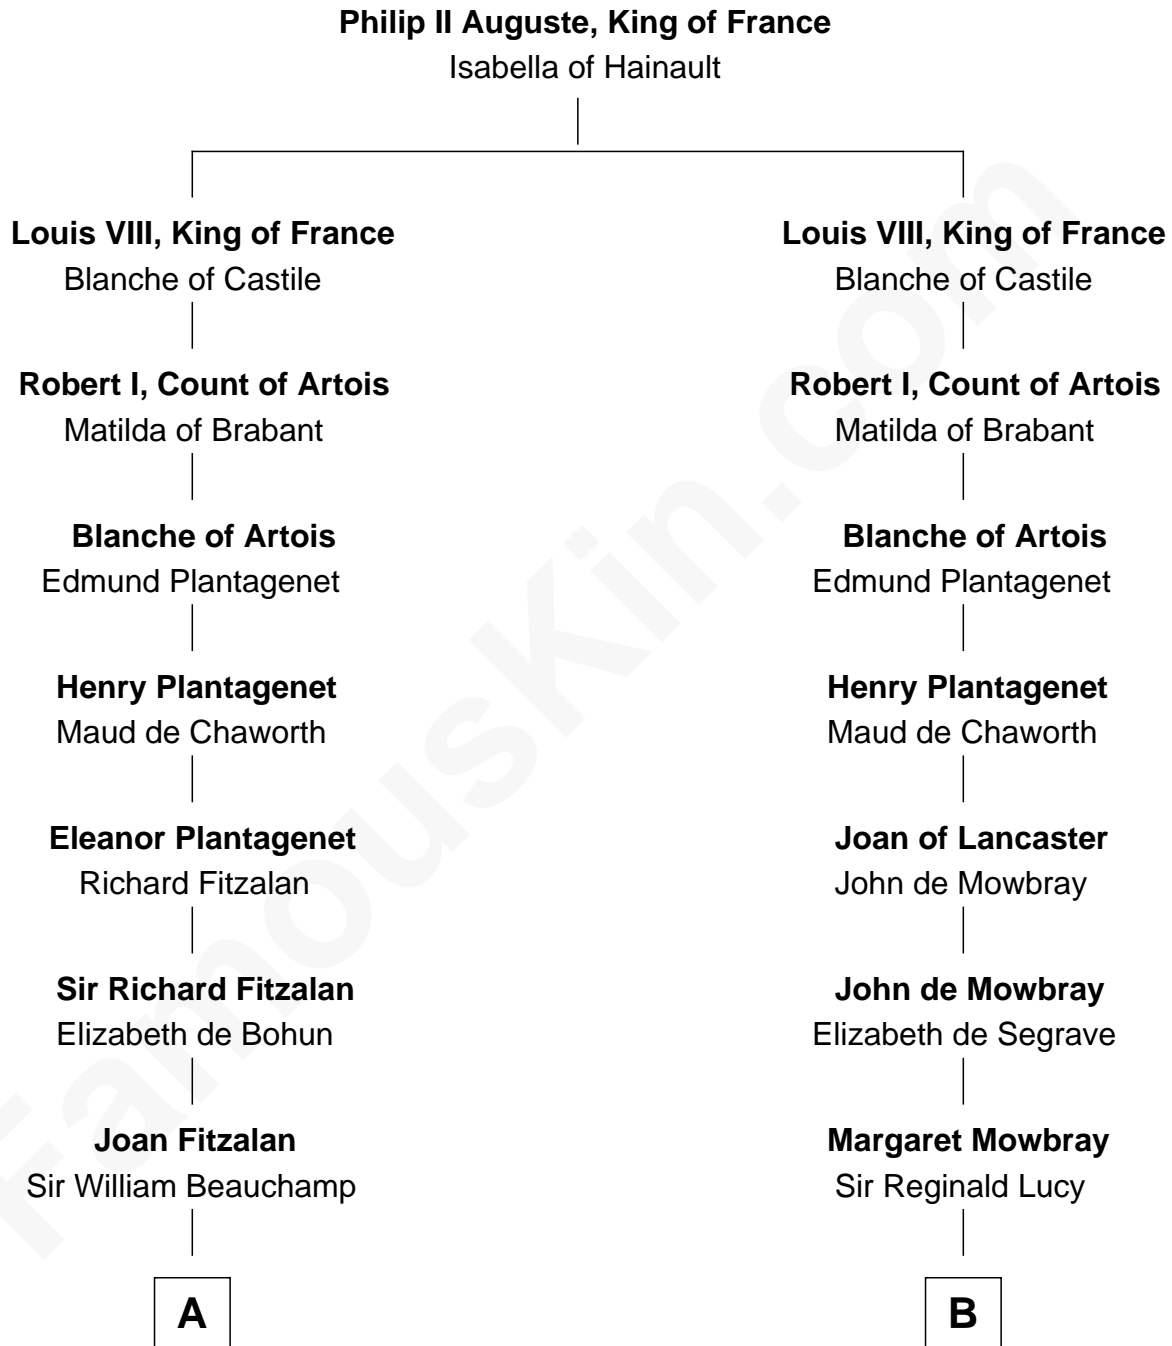 Philip II Auguste, King of France
Isabella of Hainault
Louis VIII, King of France
Blanche of Castile
Robert I, Count of Artois
Matilda of Brabant
Blanche of Artois
Edmund Plantagenet
Henry Plantagenet
Maud de Chaworth
Eleanor Plantagenet
Richard Fitzalan
Sir Richard Fitzalan
Elizabeth de Bohun
Joan Fitzalan
Sir William Beauchamp
A
Louis VIII, King of France
Blanche of Castile
Robert I, Count of Artois
Matilda of Brabant
Blanche of Artois
Edmund Plantagenet
Henry Plantagenet
Maud de Chaworth
Joan of Lancaster
John de Mowbray
John de Mowbray
Elizabeth de Segrave
Margaret Mowbray
Sir Reginald Lucy
B
FamousKin.com